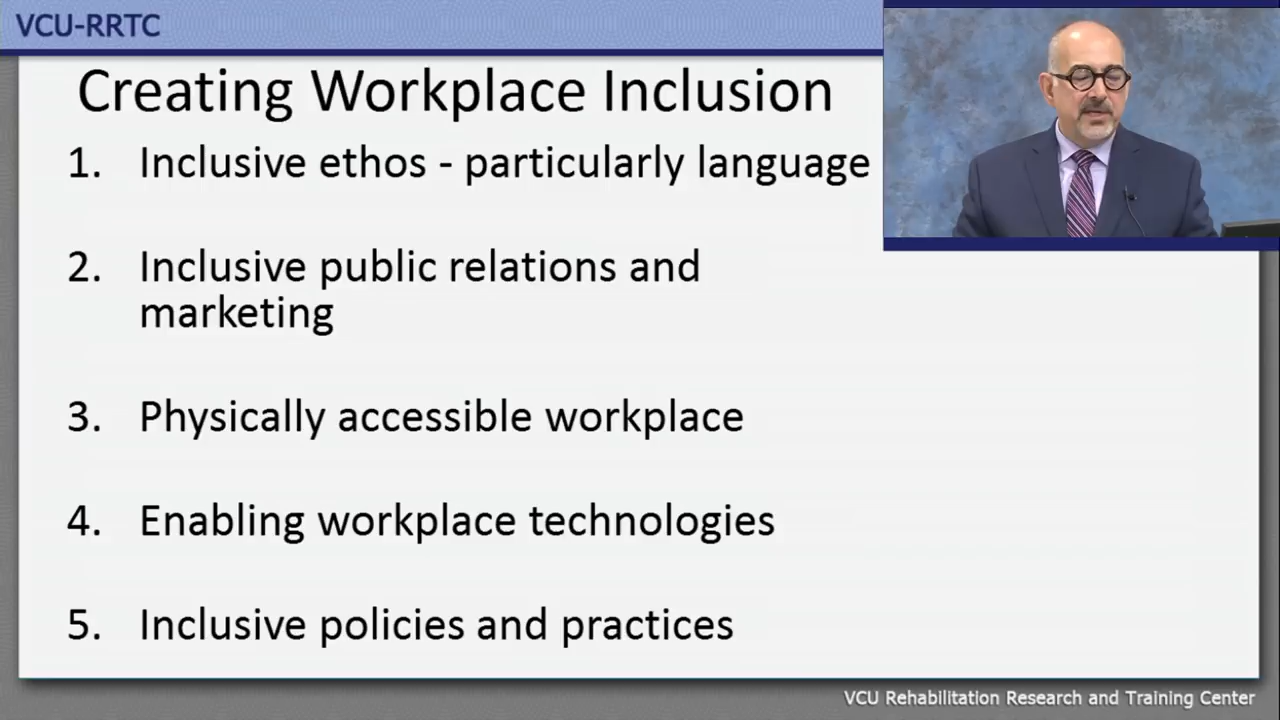 VCU-RRTC
Creating Workplace Inclusion
1. Inclusive ethos - particularly language
2. Inclusive public relations and
marketing
3. Physically accessible workplace
4. Enabling workplace technologies
5. Inclusive policies and practices
VCU Rehabilitation Research and Training Center